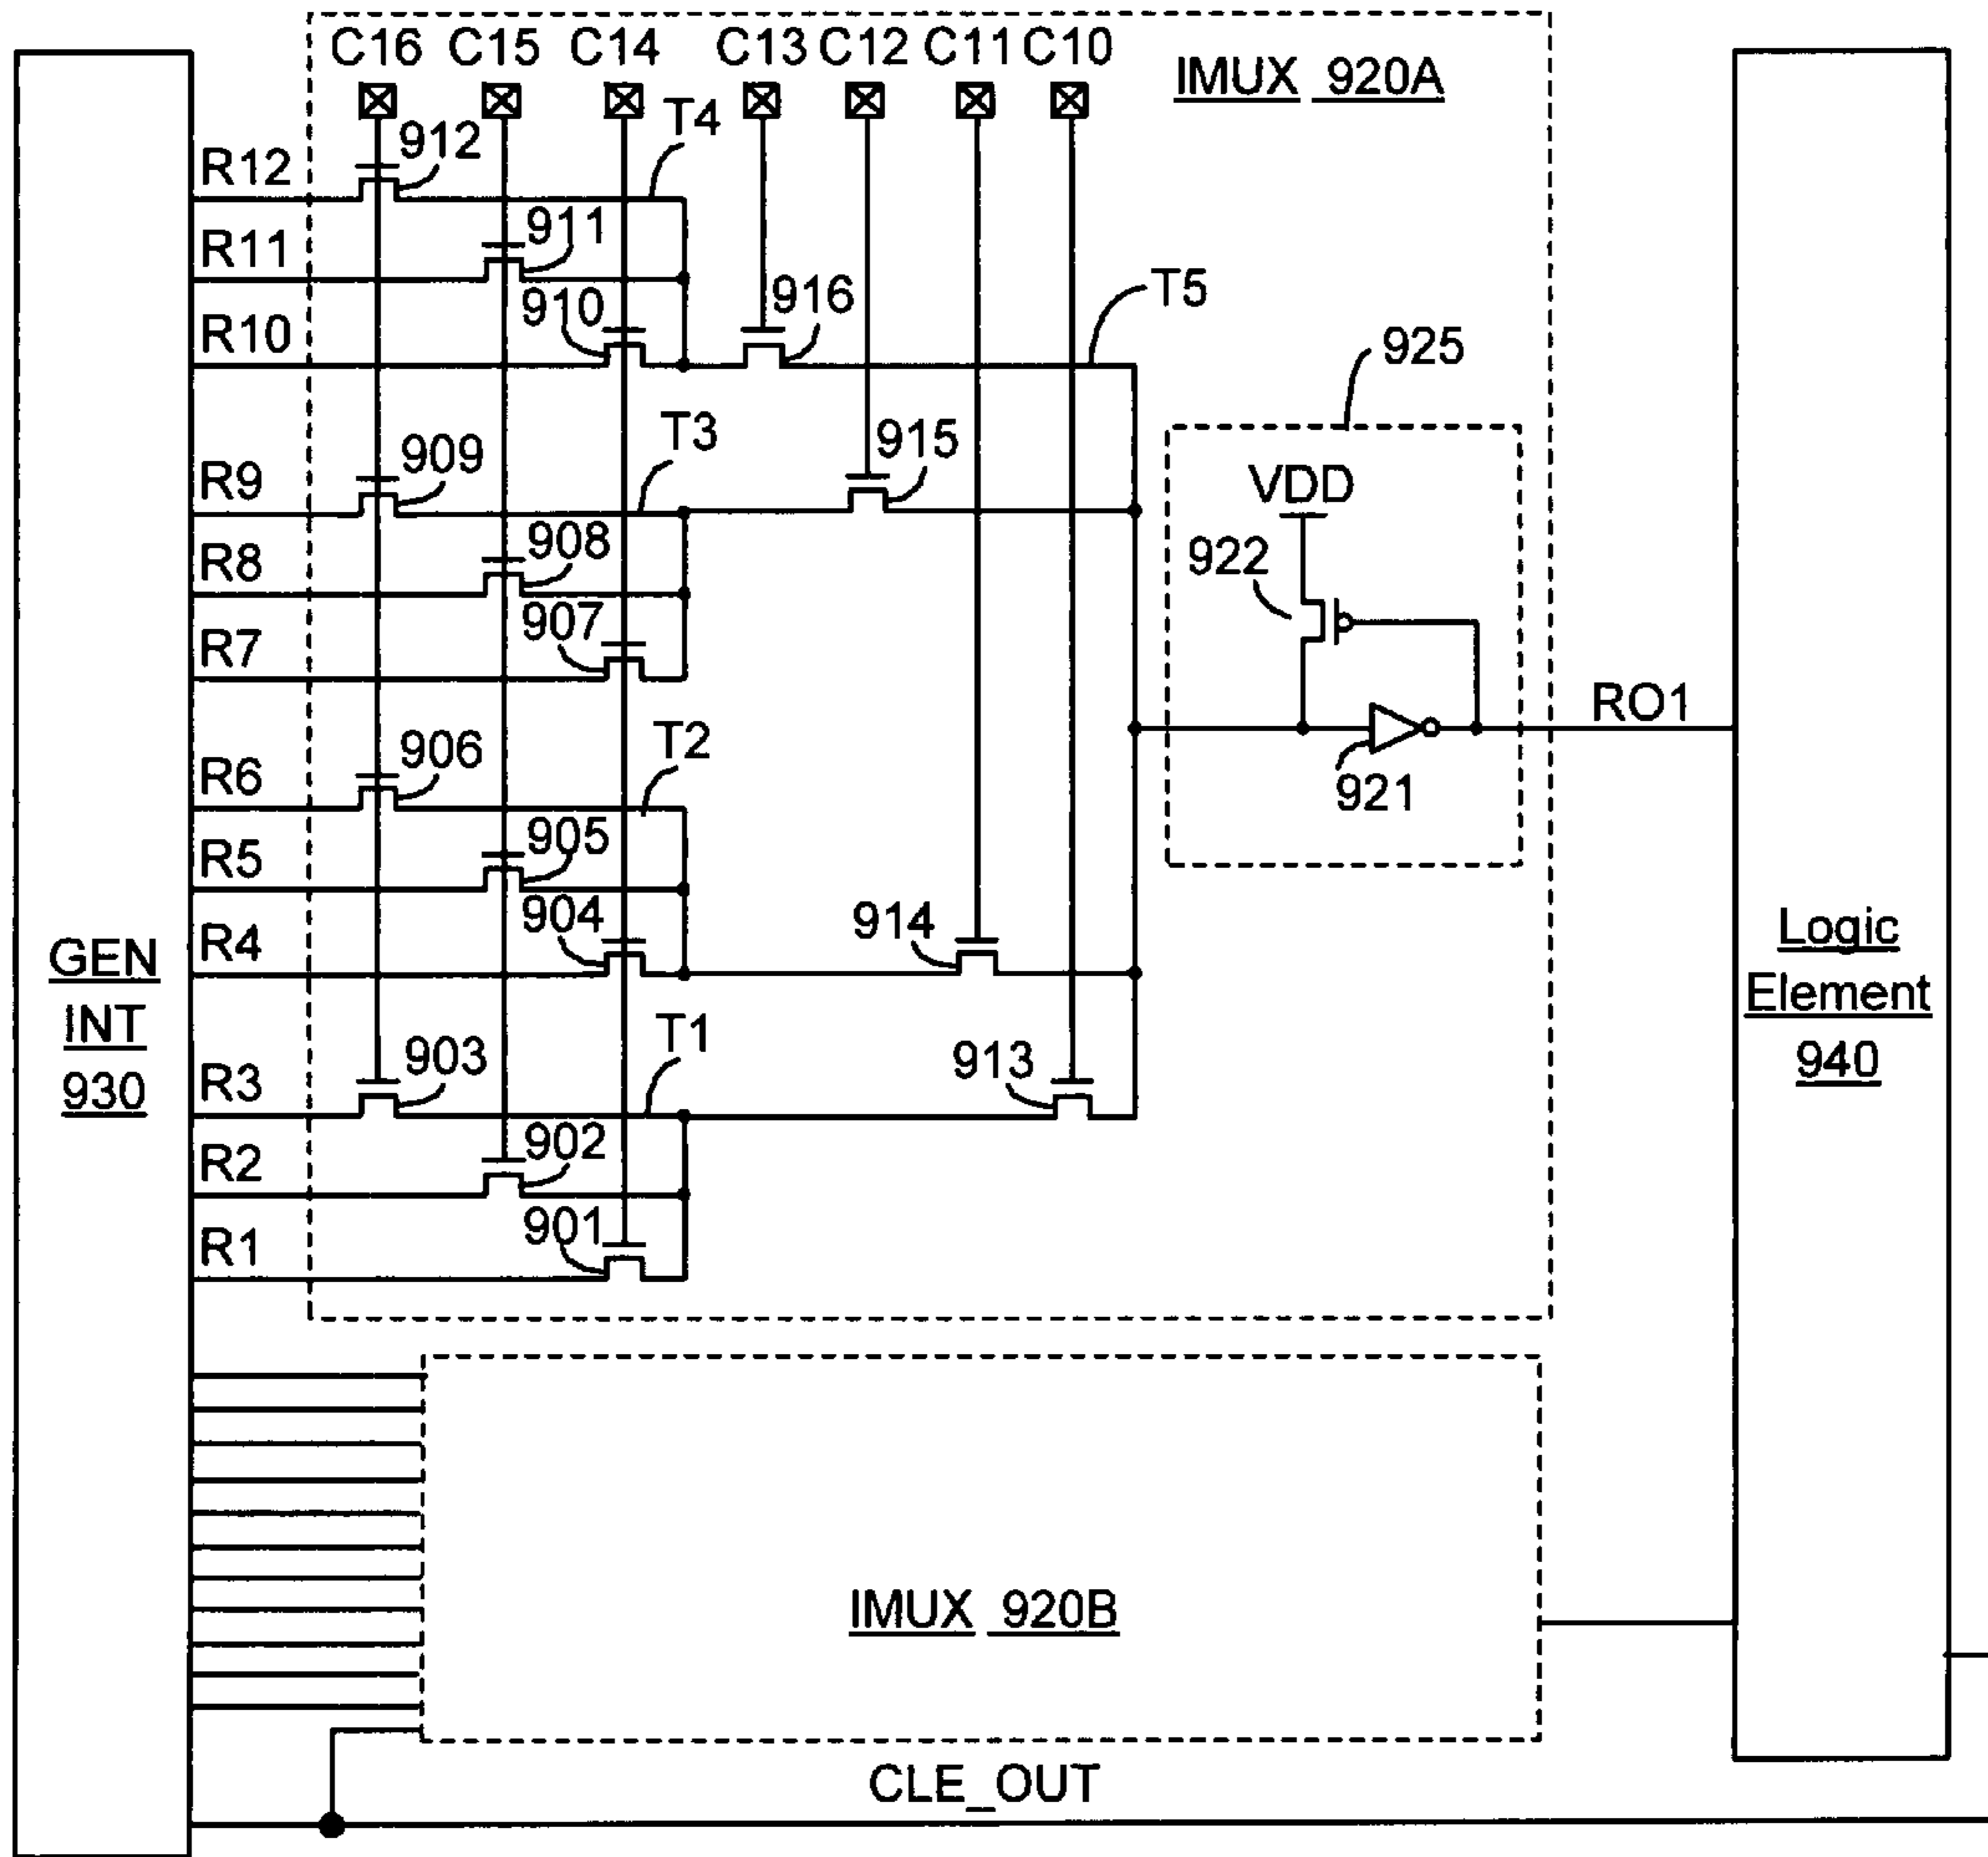 C16 C15 C14 C13 C12 C11 C10
IMUX 920A
R12 912 T4
R11 911
R10 910 916 T5
925
R9 909 T3 915
VDD
R8 908 922
R7 907
RO1
R6 906 T2
921
R5 905
R4 904 914
GEN
INT
930
Logic
Element
940
R3 903 T1 913
R2 902
R1 901
IMUX 920B
CLE_OUT